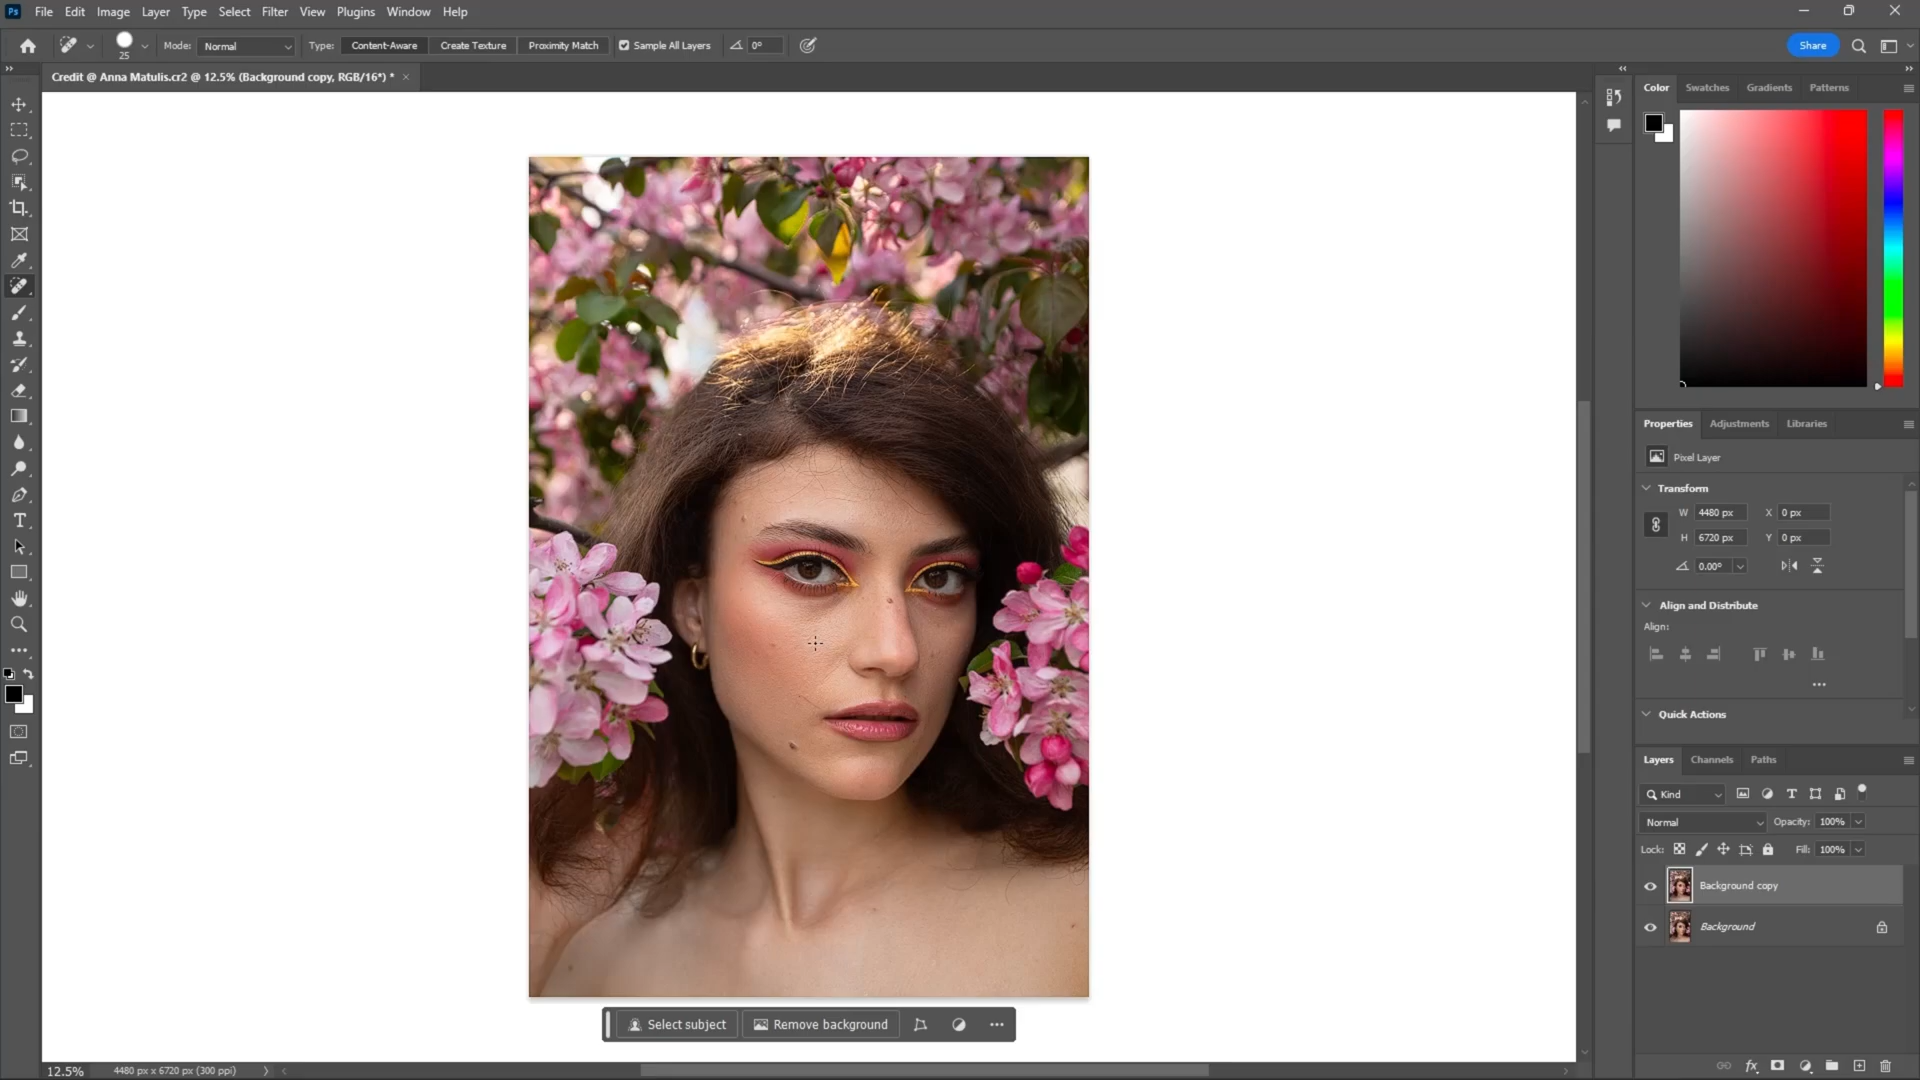 Ps File Edit Image Layer Type Select Filter View Plugins Window Help
25 Mode: Normal Type: Content-Aware Create Texture Proximity Match Sample All Layers 0° Share
Credit @ Anna Matulis.cr2 @ 12.5% (Background copy, RGB/16*) * ×
Color Swatches Gradients Patterns
Properties Adjustments Libraries
Pixel Layer
Transform
W 4480 px X 0 px
H 6720 px Y 0 px
0.00°
Align and Distribute
Align:
Quick Actions
Layers Channels Paths
Kind
Normal Opacity: 100%
Lock: Fill: 100%
Background copy
Background
Select subject Remove background
12.5% 4480 px x 6720 px (300 ppi)